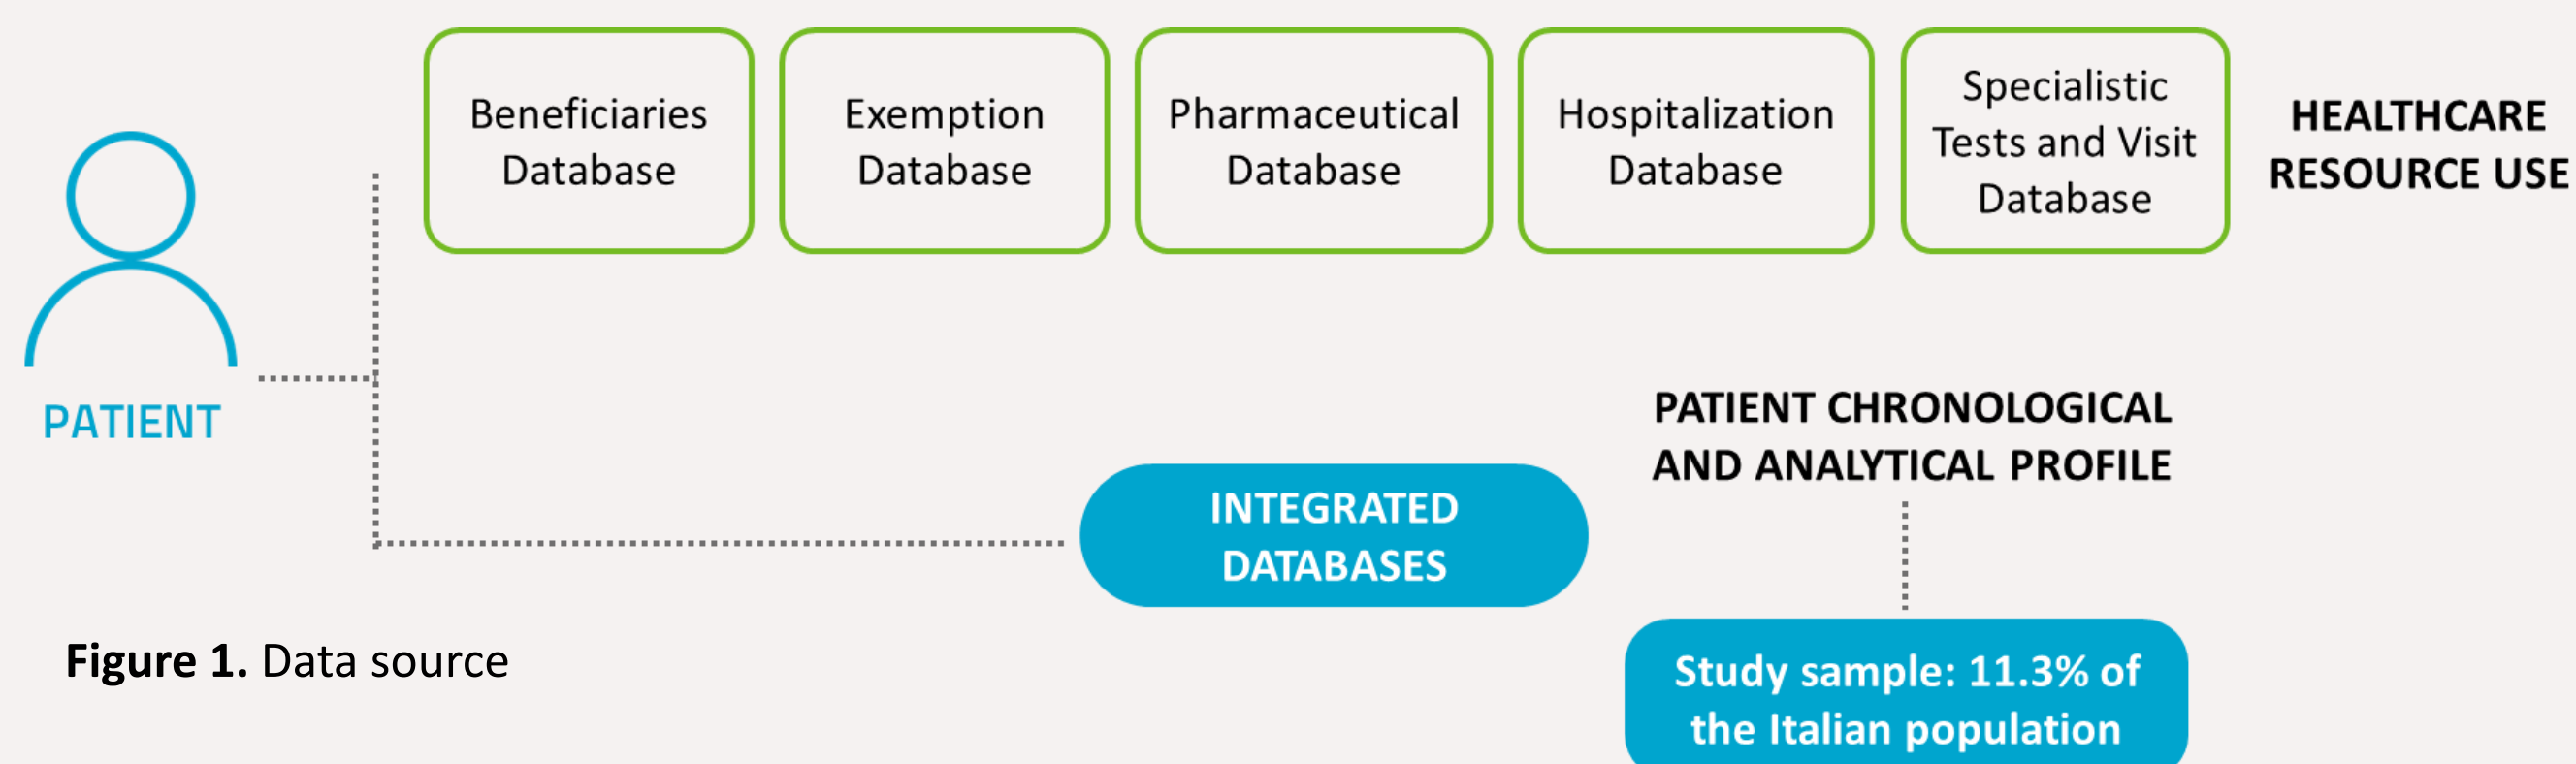 Beneficiaries
Database
Exemption
Database
Pharmaceutical
Database
Hospitalization
Database
Specialistic
Tests and Visit
Database
HEALTHCARE
RESOURCE USE
PATIENT
PATIENT CHRONOLOGICAL
AND ANALYTICAL PROFILE
INTEGRATED
DATABASES
Figure 1. Data source
Study sample: 11.3% of
the Italian population